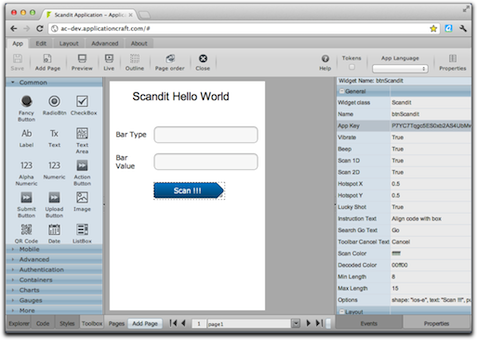 Scandit Application – Applic
ac-dev.applicationcraft.com/#
App Edit Layout Advanced About
Save Add Page Preview Live Outline Page order Close Help Tokens App Language Properties
Common
Fancy Button
RadioBtn
CheckBox
Ab Label
Tx Text
Text Area
123 Alpha Numeric
123 Numeric
Action Button
Submit Button
Upload Button
Image
QR Code
Date
ListBox
Mobile
Advanced
Authentication
Containers
Charts
Gauges
More
Explorer Code Styles Toolbox
Scandit Hello World
Bar Type
Bar Value
Scan !!!
Pages Add Page 1 page1
Widget Name: btnScandit
General
Widget class Scandit
Name btnScandit
App Key
Vibrate True
Beep True
Scan 1D True
Scan 2D True
Hotspot X 0.5
Hotspot Y 0.5
Lucky Shot True
Instruction Text Align code with box
Search Go Text Go
Toolbar Cancel Text Cancel
Scan Color ffffff
Decoded Color 00ff00
Min Length 8
Max Length 15
Options shape: "ios-e", text: "Scan !!!", pu
Layout
Events Properties